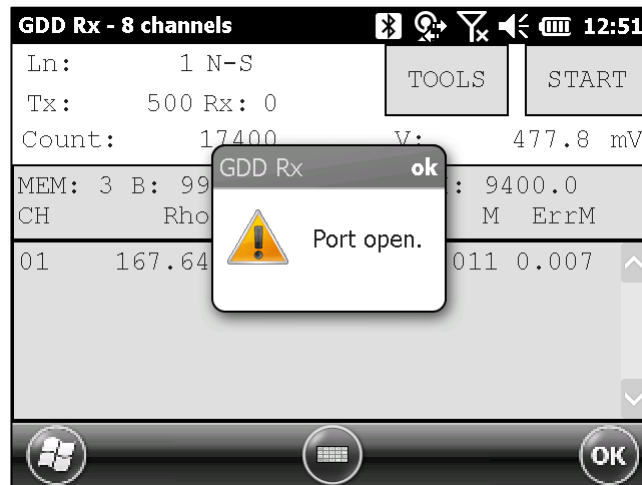 GDD Rx - 8 channels 12:51
Ln: 1 N-S
TOOLS START
Tx: 500 Rx: 0
Count: 17400 V: 477.8 mV
GDD Rx ok
MEM: 3 B: 99 : 9400.0
CH Rho M ErrM
Port open.
01 167.64 011 0.007
OK